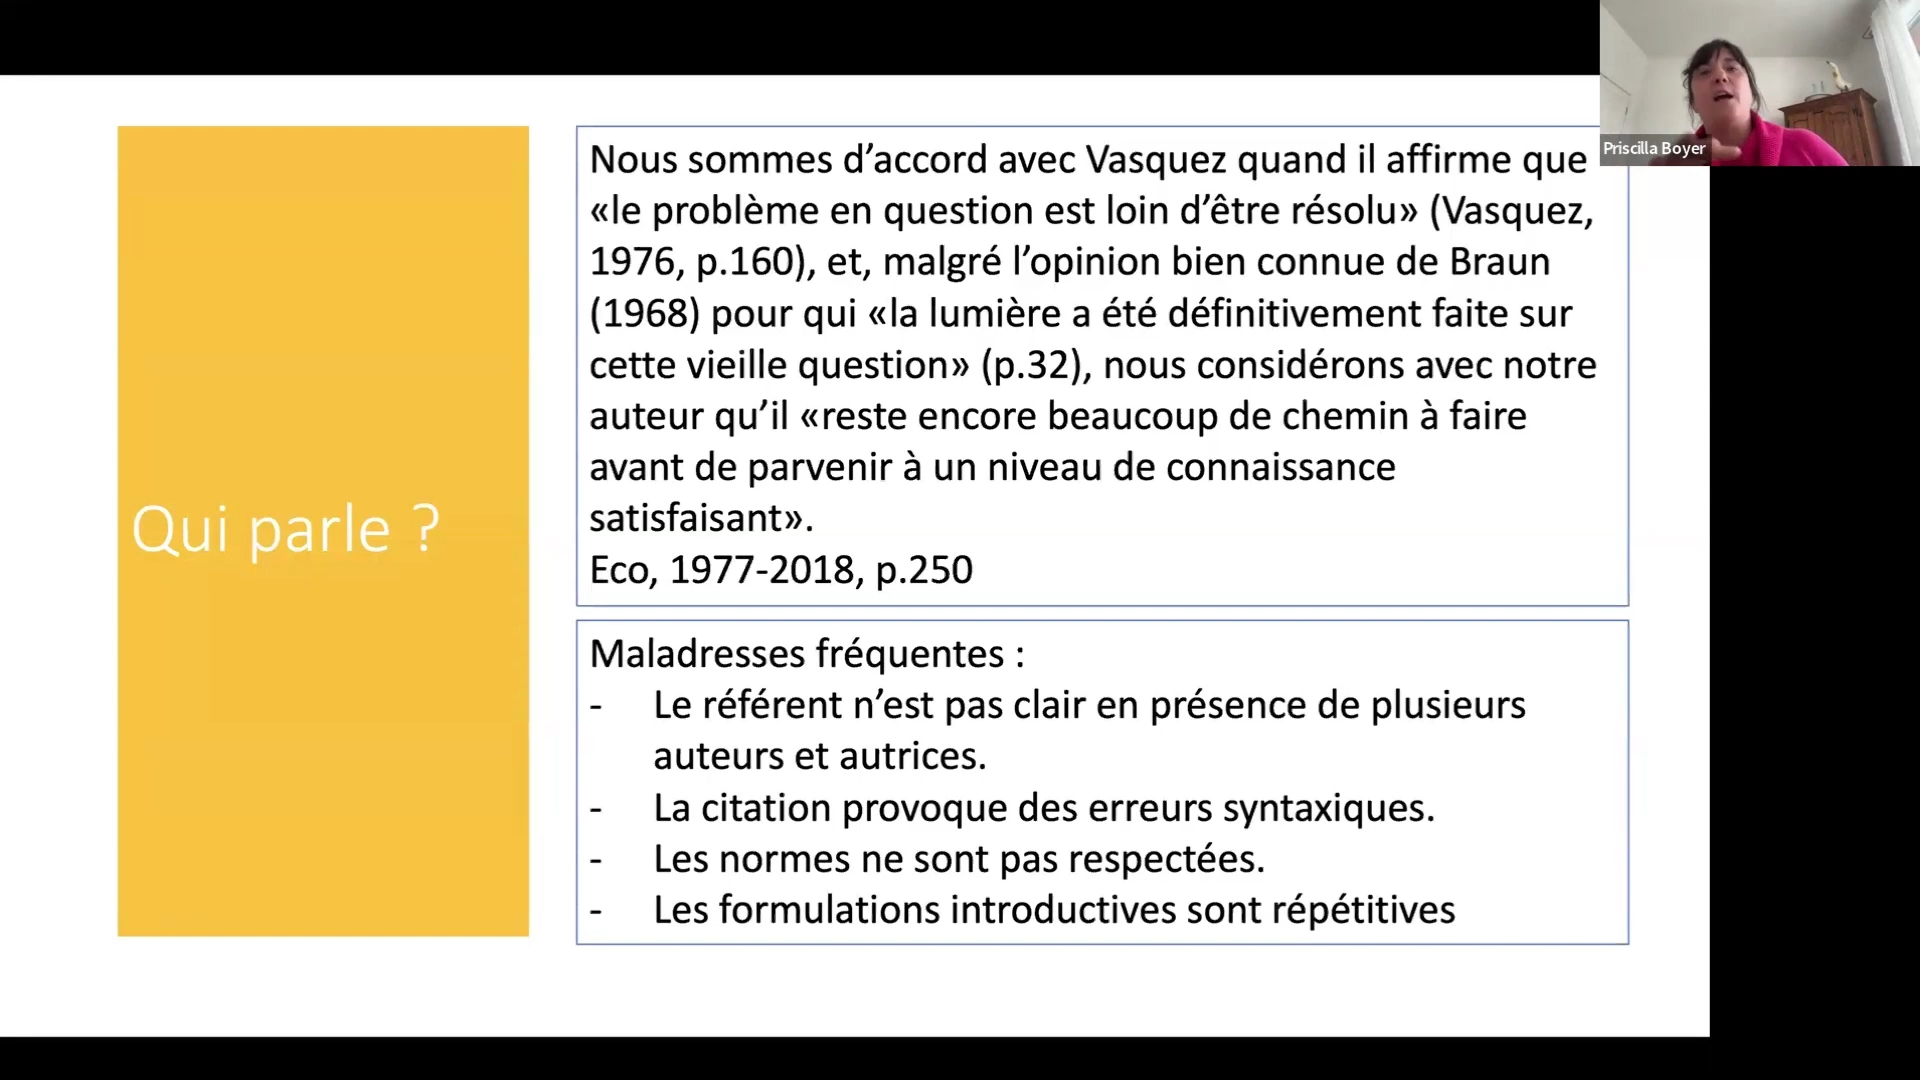 Priscilla Boyer
Qui parle ?
Nous sommes d’accord avec Vasquez quand il affirme que
«le problème en question est loin d’être résolu» (Vasquez,
1976, p.160), et, malgré l’opinion bien connue de Braun
(1968) pour qui «la lumière a été définitivement faite sur
cette vieille question» (p.32), nous considérons avec notre
auteur qu’il «reste encore beaucoup de chemin à faire
avant de parvenir à un niveau de connaissance
satisfaisant».
Eco, 1977-2018, p.250
Maladresses fréquentes :
- Le référent n’est pas clair en présence de plusieurs
auteurs et autrices.
- La citation provoque des erreurs syntaxiques.
- Les normes ne sont pas respectées.
- Les formulations introductives sont répétitives